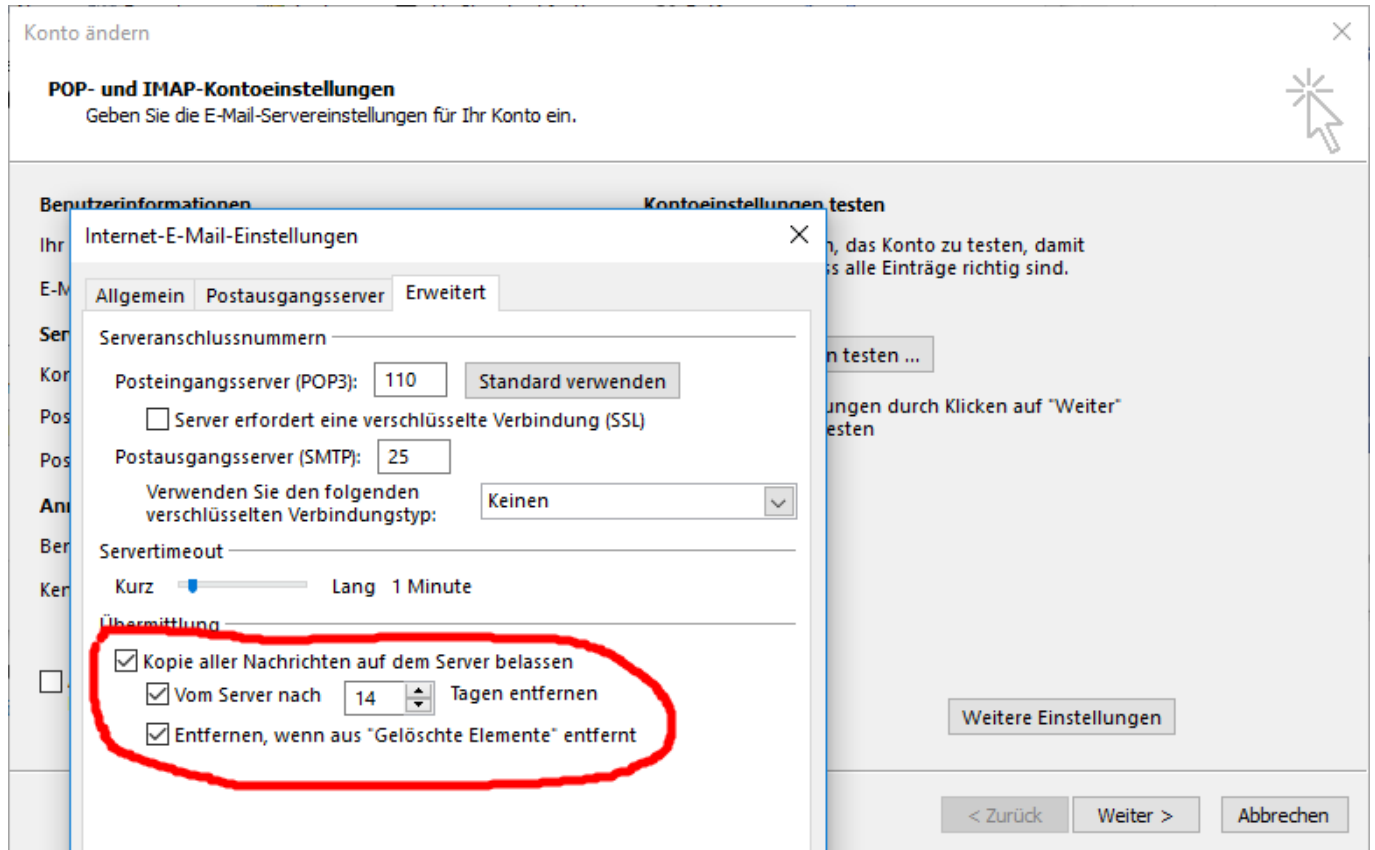 Konto ändern
POP- und IMAP-Kontoeinstellungen
Geben Sie die E-Mail-Servereinstellungen für Ihr Konto ein.
Benutzerinformationen
Kontoeinstellungen testen
Internet-E-Mail-Einstellungen
Ihr
, das Konto zu testen, damit
alle Einträge richtig sind.
Allgemein Postausgangsserver Erweitert
Serveranschlussnummern
testen ...
Posteingangsserver (POP3): 110 Standard verwenden
Server erfordert eine verschlüsselte Verbindung (SSL)
ungen durch Klicken auf "Weiter"
esten
Postausgangsserver (SMTP): 25
Verwenden Sie den folgenden
verschlüsselten Verbindungstyp: Keinen
Servertimeout
Kurz Lang 1 Minute
Übermittlung
Kopie aller Nachrichten auf dem Server belassen
Vom Server nach 14 Tagen entfernen
Entfernen, wenn aus "Gelöschte Elemente" entfernt
Weitere Einstellungen
< Zurück Weiter > Abbrechen